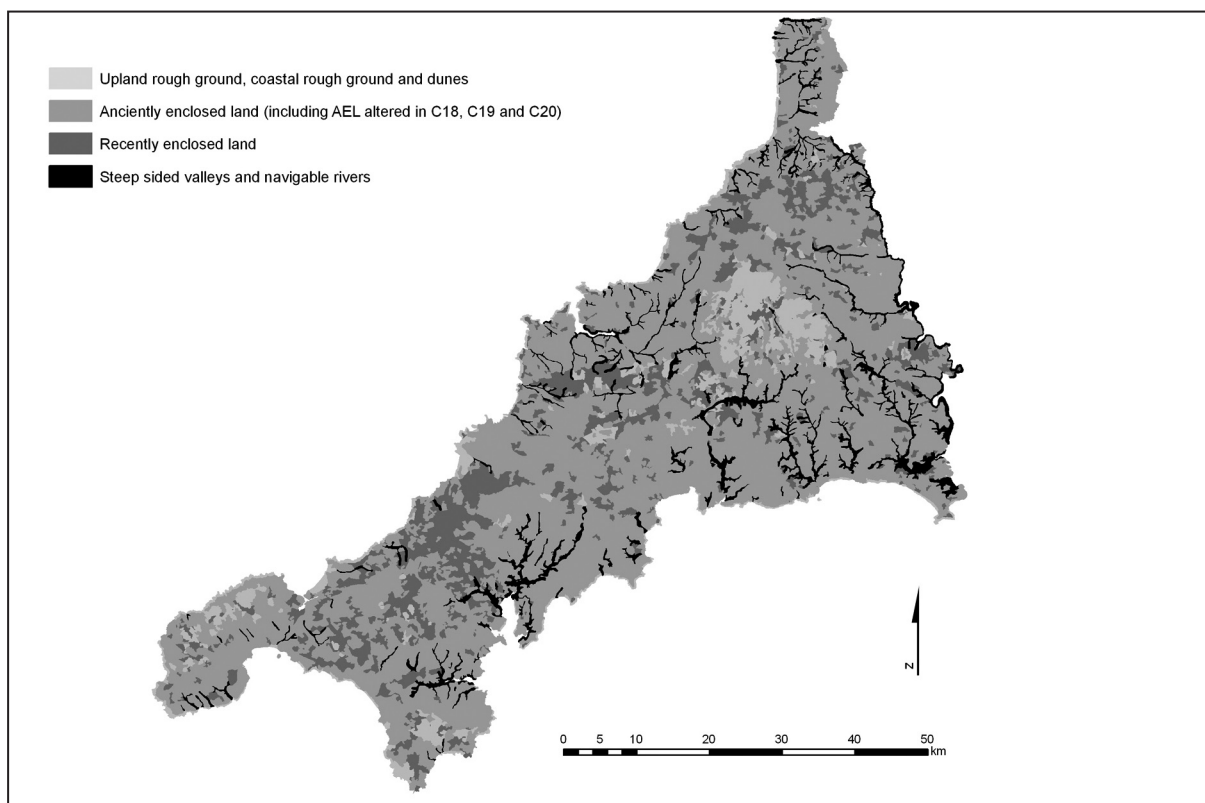 Upland rough ground, coastal rough ground and dunes
Anciently enclosed land (including AEL altered in C18, C19 and C20)
Recently enclosed land
Steep sided valleys and navigable rivers
N
0 5 10 20 30 40 50
km